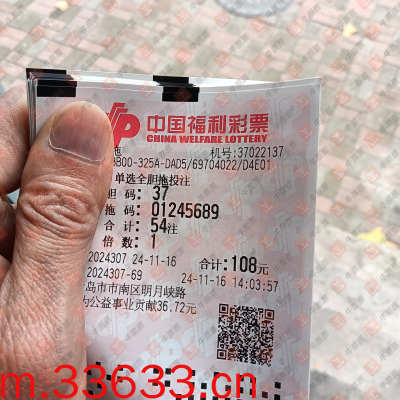 中国福利彩票
CHINA WELFARE LOTTERY
拖 机号:37022137
B00-325A-DAD5/69704022/D4E01
单选全胆拖投注
胆 码: 37
拖 码: 01245689
合 计: 54注
倍 数: 1
2024307 24-11-16 合计:108元
2024307-69 24-11-16 14:03:57
岛市市南区明月峡路
为公益事业贡献36.72元
m.33633.cn